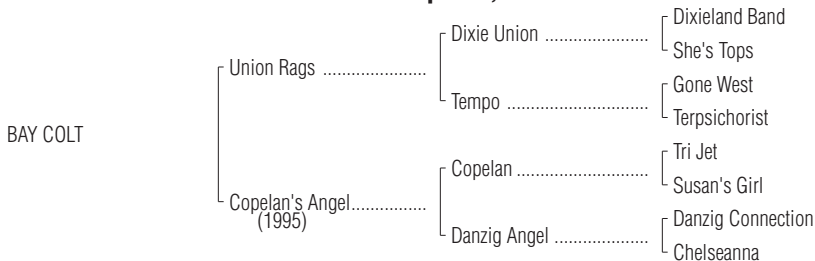 Dixieland Band
Dixie Union ......................
She's Tops
Union Rags ......................
Gone West
Tempo ..............................
Terpsichorist
BAY COLT
Tri Jet
Copelan ............................
Susan's Girl
Copelan's Angel................
(1995)
Danzig Connection
Danzig Angel ....................
Chelseanna